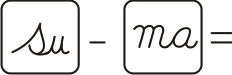 su - ma =